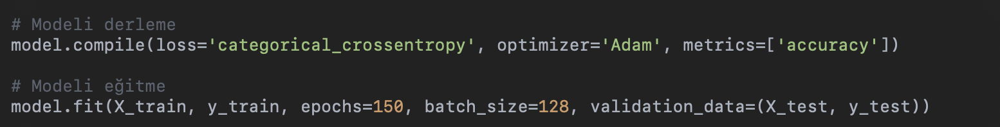 # Modeli derleme
model.compile(loss='categorical_crossentropy', optimizer='Adam', metrics=['accuracy'])
# Modeli eğitme
model.fit(X_train, y_train, epochs=150, batch_size=128, validation_data=(X_test, y_test))